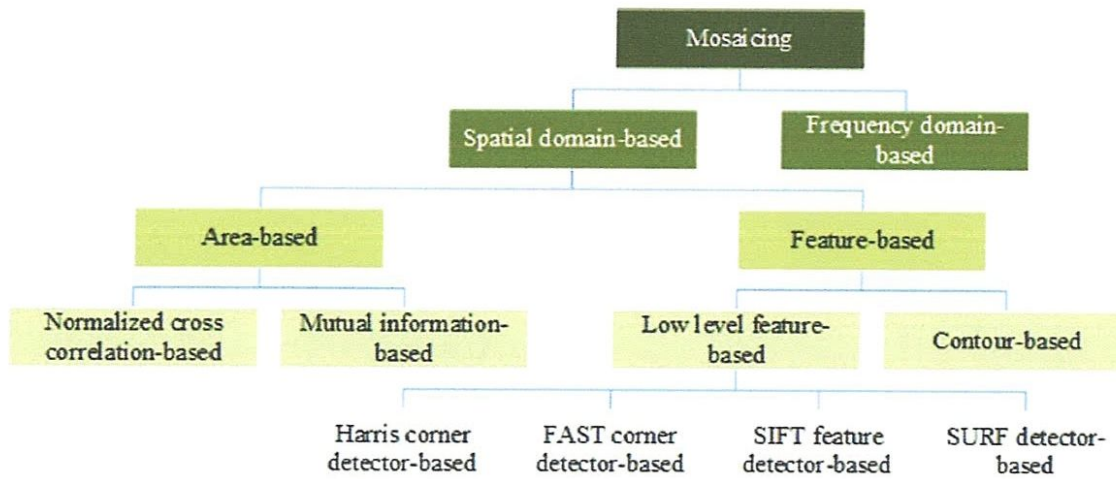 Mosaicing
Spatial domain-based
Frequency domain-
based
Area-based
Feature-based
Normalized cross
correlation-based
Mutual information-
based
Low level feature-
based
Contour-based
Harris corner
detector-based
FAST corner
detector-based
SIFT feature
detector-based
SURF detector-
based